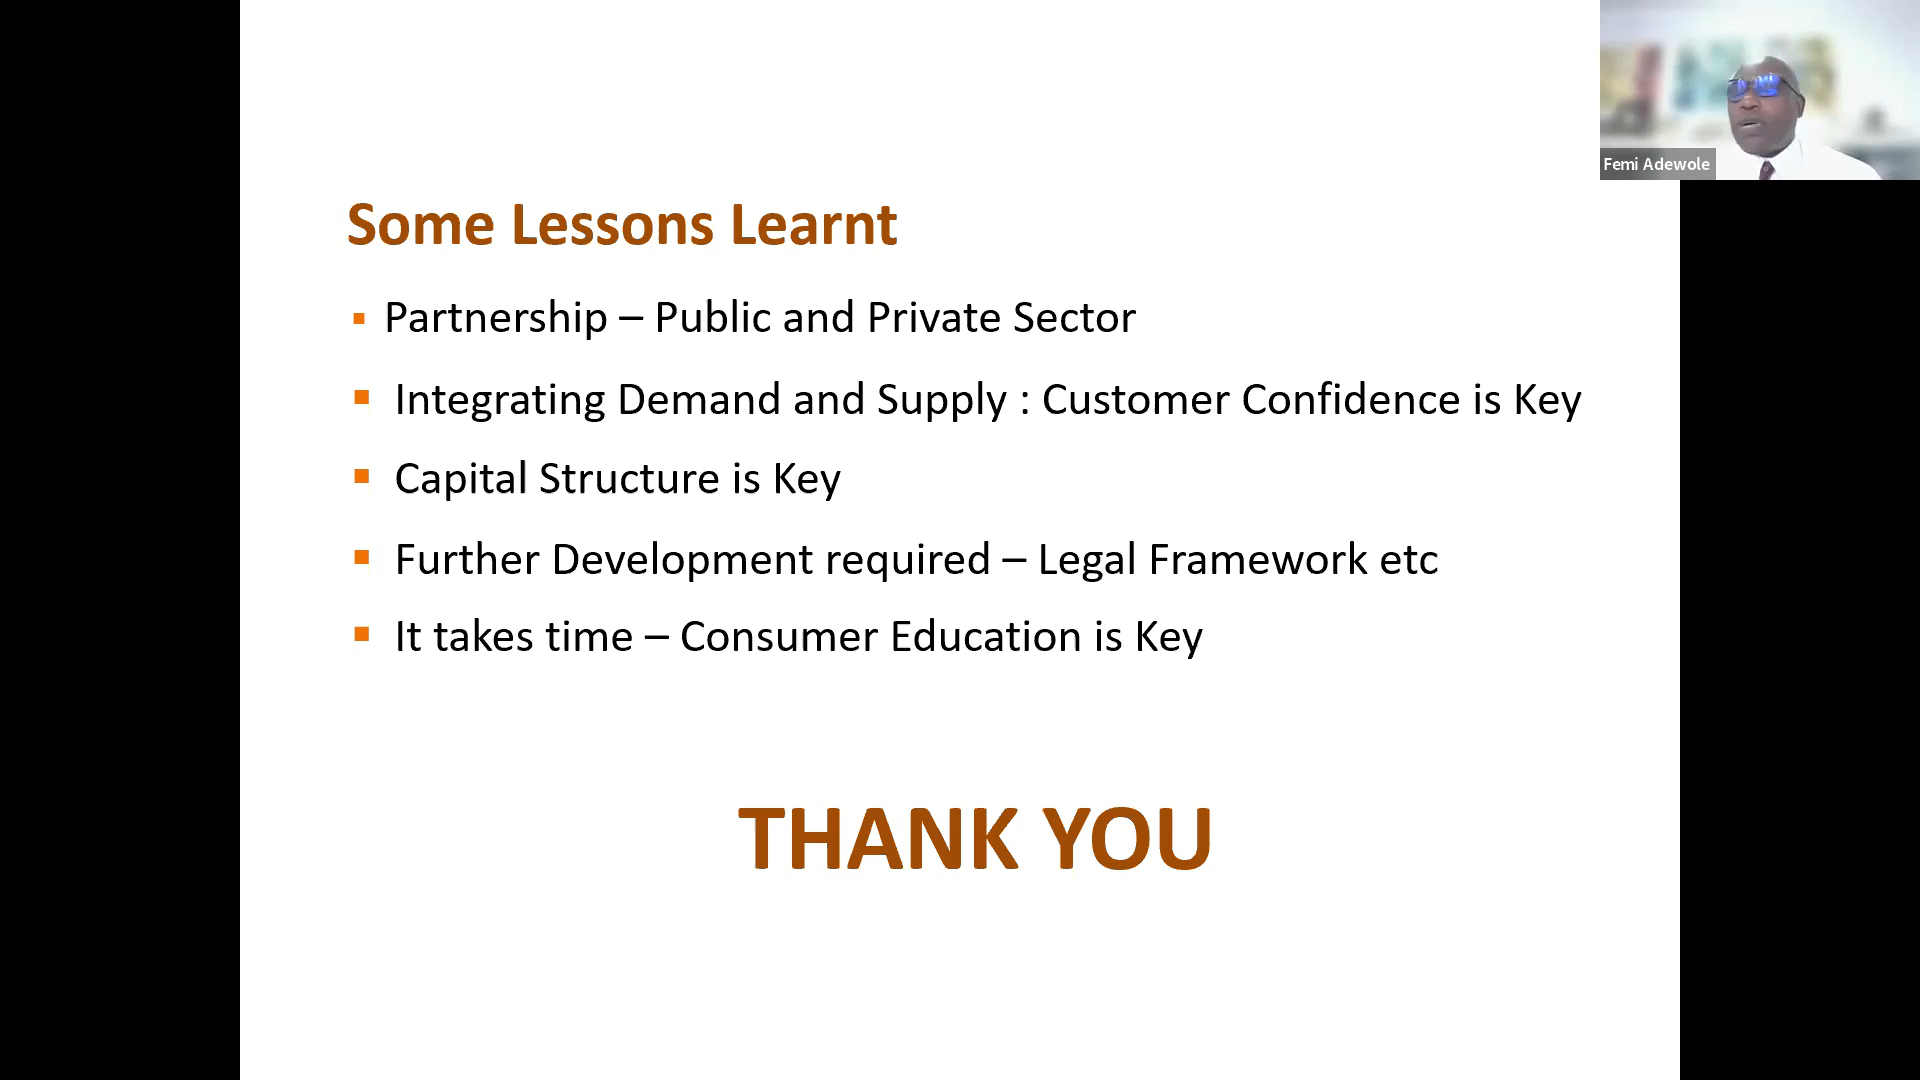 Femi Adewole
Some Lessons Learnt
▪ Partnership – Public and Private Sector
▪ Integrating Demand and Supply : Customer Confidence is Key
▪ Capital Structure is Key
▪ Further Development required – Legal Framework etc
▪ It takes time – Consumer Education is Key
THANK YOU